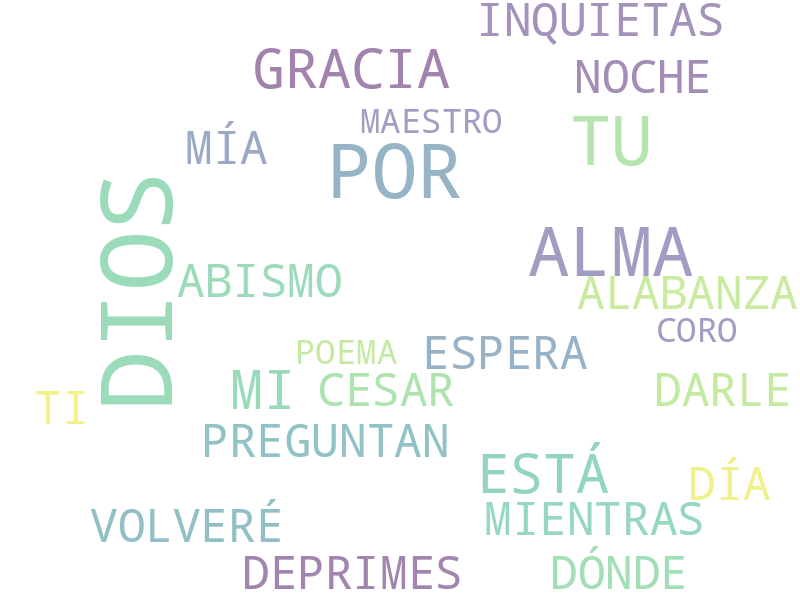 INQUIETAS
GRACIA
NOCHE
MAESTRO
TU
MÍA
POR
DIOS
ALMA
ABISMO
ALABANZA
CORO
POEMA
ESPERA
MI
CESAR
DARLE
TI
PREGUNTAN
ESTÁ
DÍA
VOLVERÉ
MIENTRAS
DEPRIMES
DÓNDE